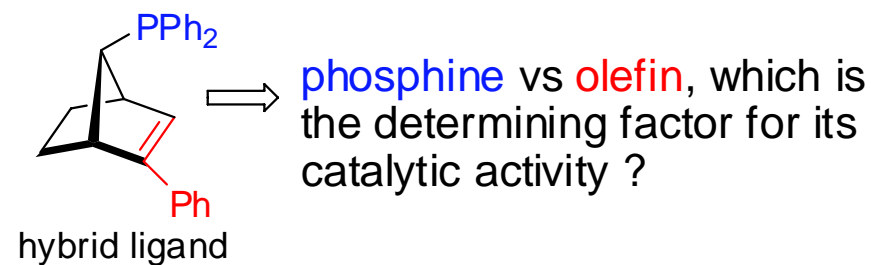 PPh2
phosphine vs olefin, which is
the determining factor for its
catalytic activity ?
Ph
hybrid ligand